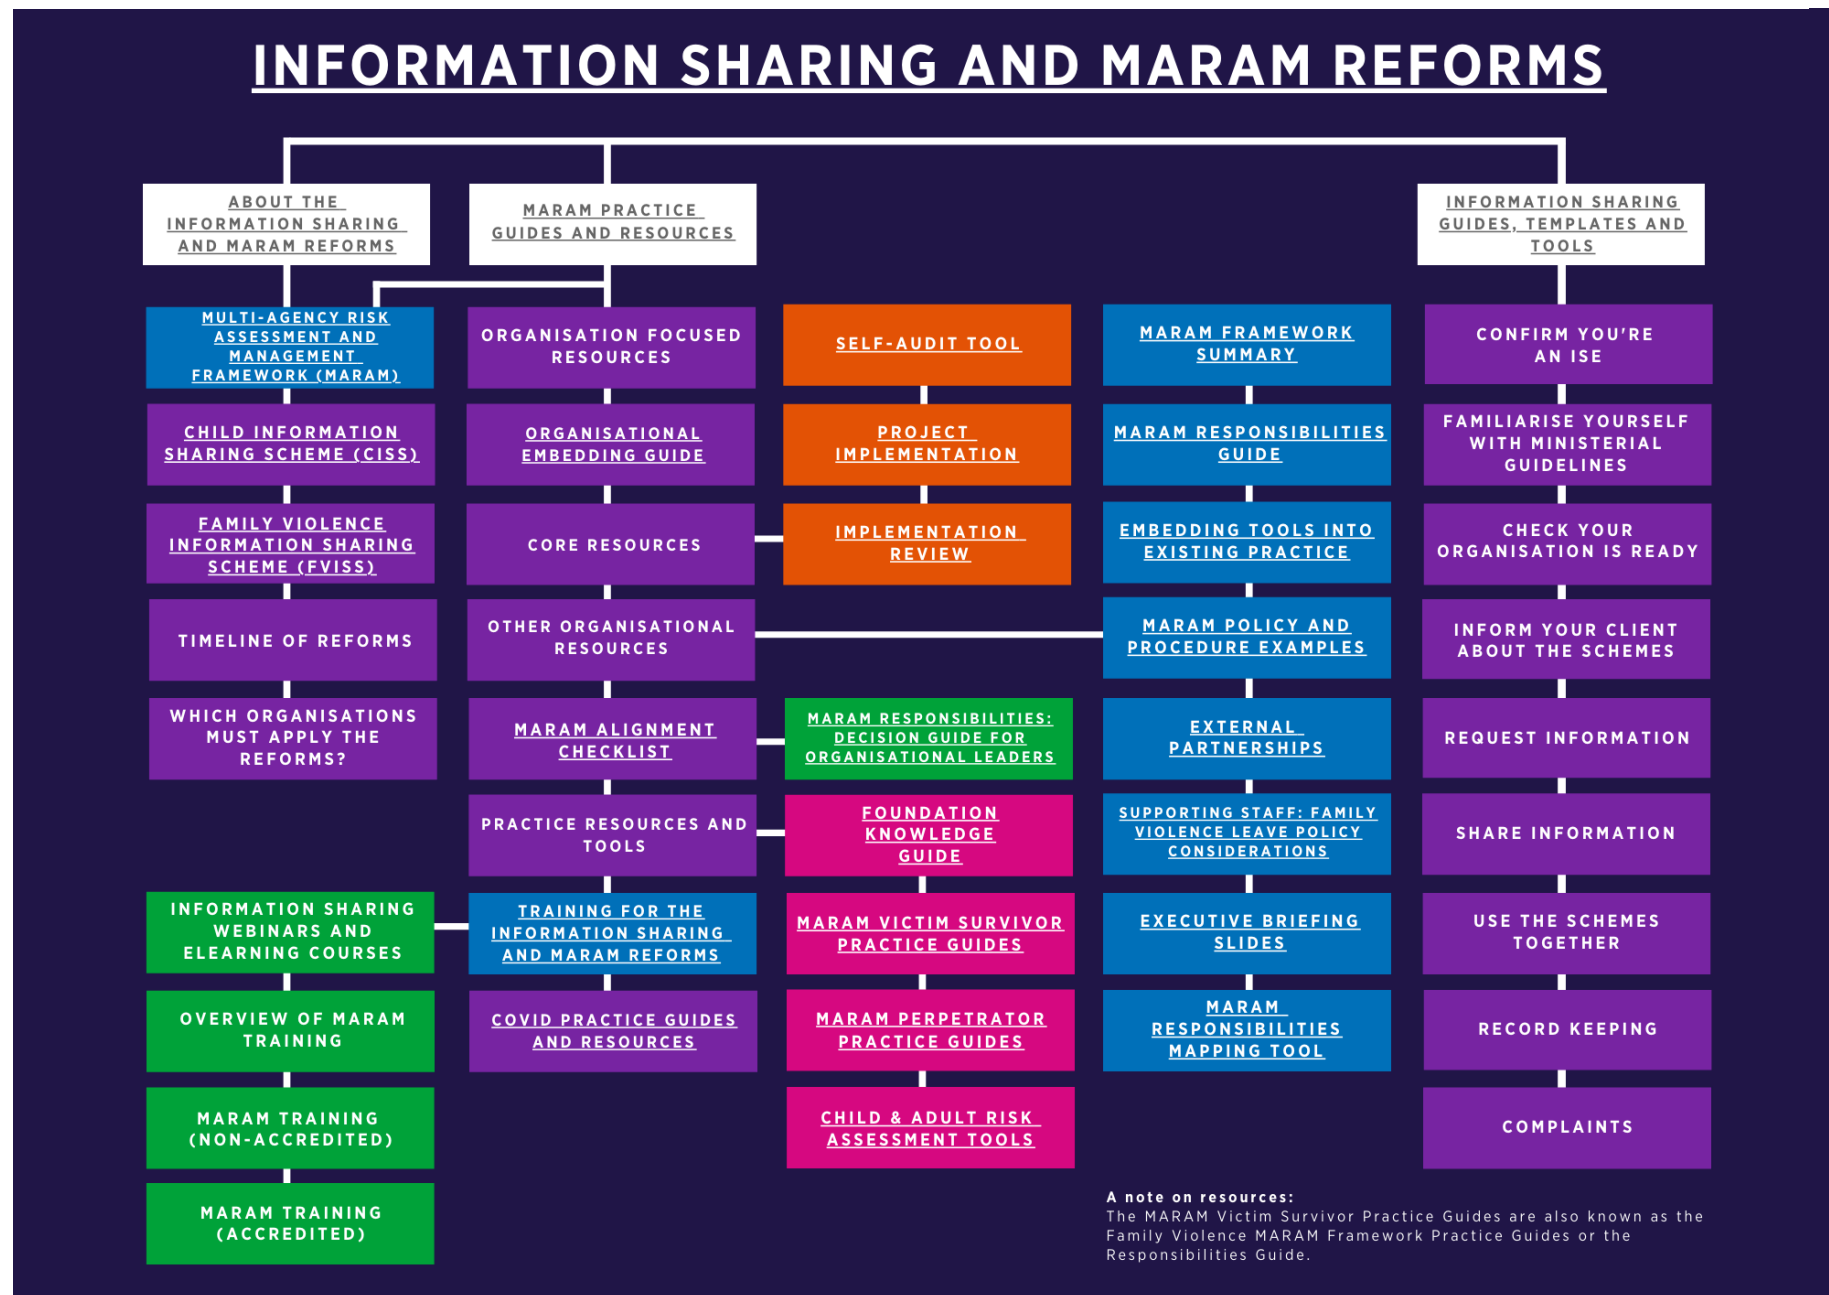 INFORMATION SHARING AND MARAM REFORMS
ABOUT THE
INFORMATION SHARING
AND MARAM REFORMS
MARAM PRACTICE
GUIDES AND RESOURCES
INFORMATION SHARING
GUIDES, TEMPLATES AND
TOOLS
MULTI-AGENCY RISK
ASSESSMENT AND
MANAGEMENT
FRAMEWORK (MARAM)
CHILD INFORMATION
SHARING SCHEME (CISS)
FAMILY VIOLENCE
INFORMATION SHARING
SCHEME (FVISS)
TIMELINE OF REFORMS
WHICH ORGANISATIONS
MUST APPLY THE
REFORMS?
INFORMATION SHARING
WEBINARS AND
ELEARNING COURSES
OVERVIEW OF MARAM
TRAINING
MARAM TRAINING
(NON-ACCREDITED)
MARAM TRAINING
(ACCREDITED)
ORGANISATION FOCUSED
RESOURCES
ORGANISATIONAL
EMBEDDING GUIDE
CORE RESOURCES
OTHER ORGANISATIONAL
RESOURCES
MARAM ALIGNMENT
CHECKLIST
PRACTICE RESOURCES AND
TOOLS
TRAINING FOR THE
INFORMATION SHARING
AND MARAM REFORMS
COVID PRACTICE GUIDES
AND RESOURCES
SELF-AUDIT TOOL
PROJECT
IMPLEMENTATION
IMPLEMENTATION
REVIEW
MARAM RESPONSIBILITIES:
DECISION GUIDE FOR
ORGANISATIONAL LEADERS
FOUNDATION
KNOWLEDGE
GUIDE
MARAM VICTIM SURVIVOR
PRACTICE GUIDES
MARAM PERPETRATOR
PRACTICE GUIDES
CHILD & ADULT RISK
ASSESSMENT TOOLS
MARAM FRAMEWORK
SUMMARY
MARAM RESPONSIBILITIES
GUIDE
EMBEDDING TOOLS INTO
EXISTING PRACTICE
MARAM POLICY AND
PROCEDURE EXAMPLES
EXTERNAL
PARTNERSHIPS
SUPPORTING STAFF: FAMILY
VIOLENCE LEAVE POLICY
CONSIDERATIONS
EXECUTIVE BRIEFING
SLIDES
MARAM
RESPONSIBILITIES
MAPPING TOOL
CONFIRM YOU'RE
AN ISE
FAMILIARISE YOURSELF
WITH MINISTERIAL
GUIDELINES
CHECK YOUR
ORGANISATION IS READY
INFORM YOUR CLIENT
ABOUT THE SCHEMES
REQUEST INFORMATION
SHARE INFORMATION
USE THE SCHEMES
TOGETHER
RECORD KEEPING
COMPLAINTS
A note on resources:
The MARAM Victim Survivor Practice Guides are also known as the
Family Violence MARAM Framework Practice Guides or the
Responsibilities Guide.